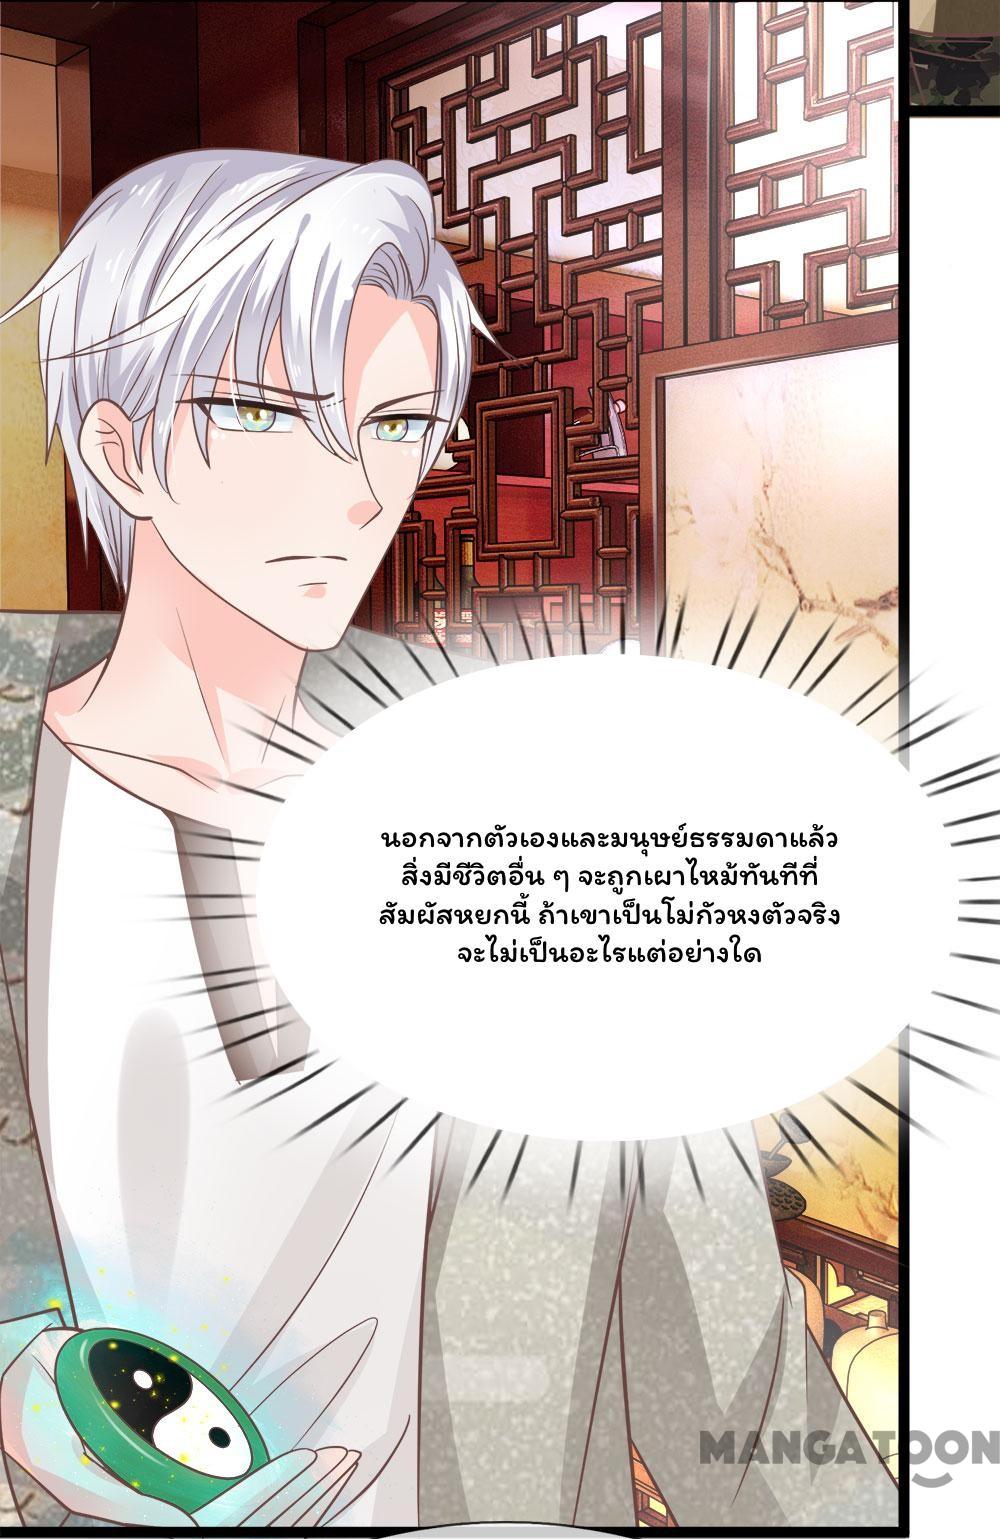 นอกจากตัวเองและมนุษย์ธรรมดาแล้ว
สิ่งมีชีวิตอื่น ๆ จะถูกเผาไหม้ทันทีที่
สัมผัสหยกนี้ ถ้าเขาเป็นโม่กัวหงตัวจริง
จะไม่เป็นอะไรแต่อย่างใด
MANGATOON